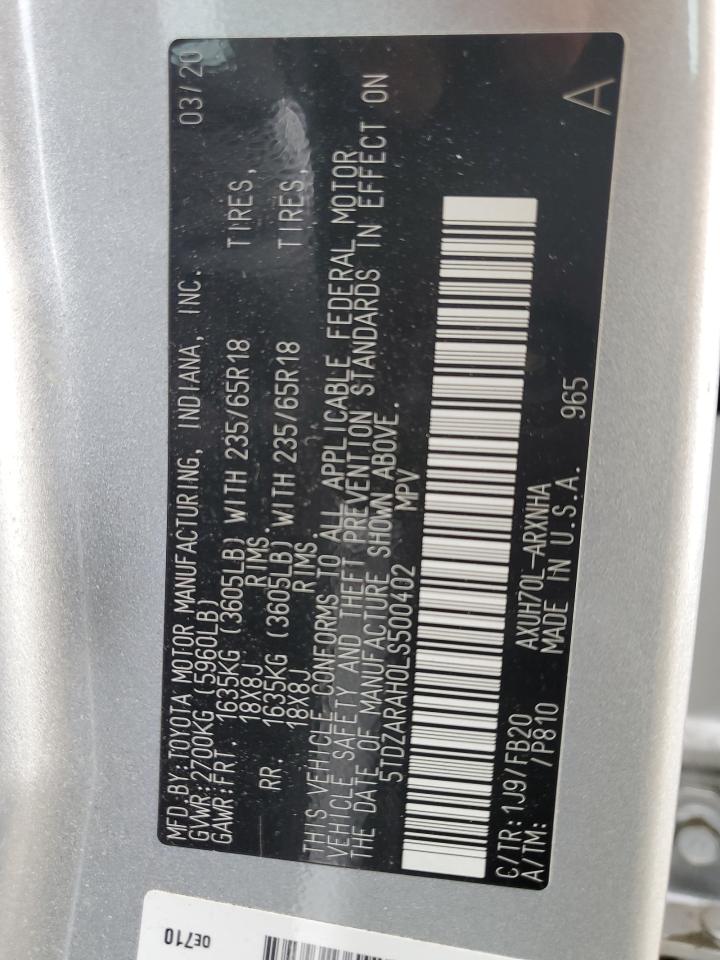 MFD.BY:TOYOTA MOTOR MANUFACTURING, INDIANA, INC. 03/20
GVWR:2700KG (5960LB)
GAWR:FRT. 1635KG (3605LB) WITH 235/65R18 TIRES,
18X8J RIMS
RR. 1635KG (3605LB) WITH 235/65R18 TIRES,
18X8J RIMS
THIS VEHICLE CONFORMS TO ALL APPLICABLE FEDERAL MOTOR
VEHICLE SAFETY AND THEFT PREVENTION STANDARDS IN EFFECT ON
THE DATE OF MANUFACTURE SHOWN ABOVE.
5TDZARAH0LS500402 MPV
C/TR: 1J9/FB20 AXUH70L-ARXNHA
A/TM: /P810 MADE IN U.S.A. 965 A
0E710